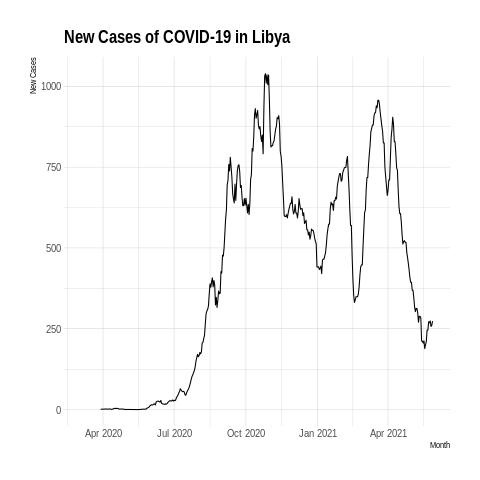 New Cases of COVID-19 in Libya
New Cases
1000
750
500
250
0
Apr 2020 Jul 2020 Oct 2020 Jan 2021 Apr 2021
Month